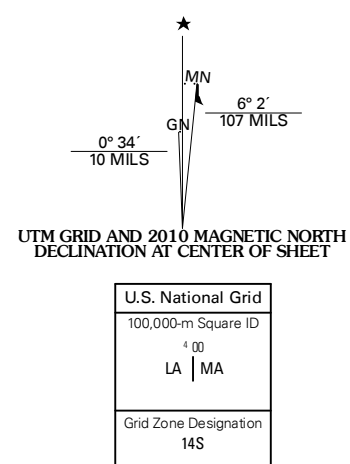 MN
GN
6° 2´
107 MILS
0° 34´
10 MILS
UTM GRID AND 2010 MAGNETIC NORTH
DECLINATION AT CENTER OF SHEET
U.S. National Grid
100,000-m Square ID
4 00
LA MA
Grid Zone Designation
14S